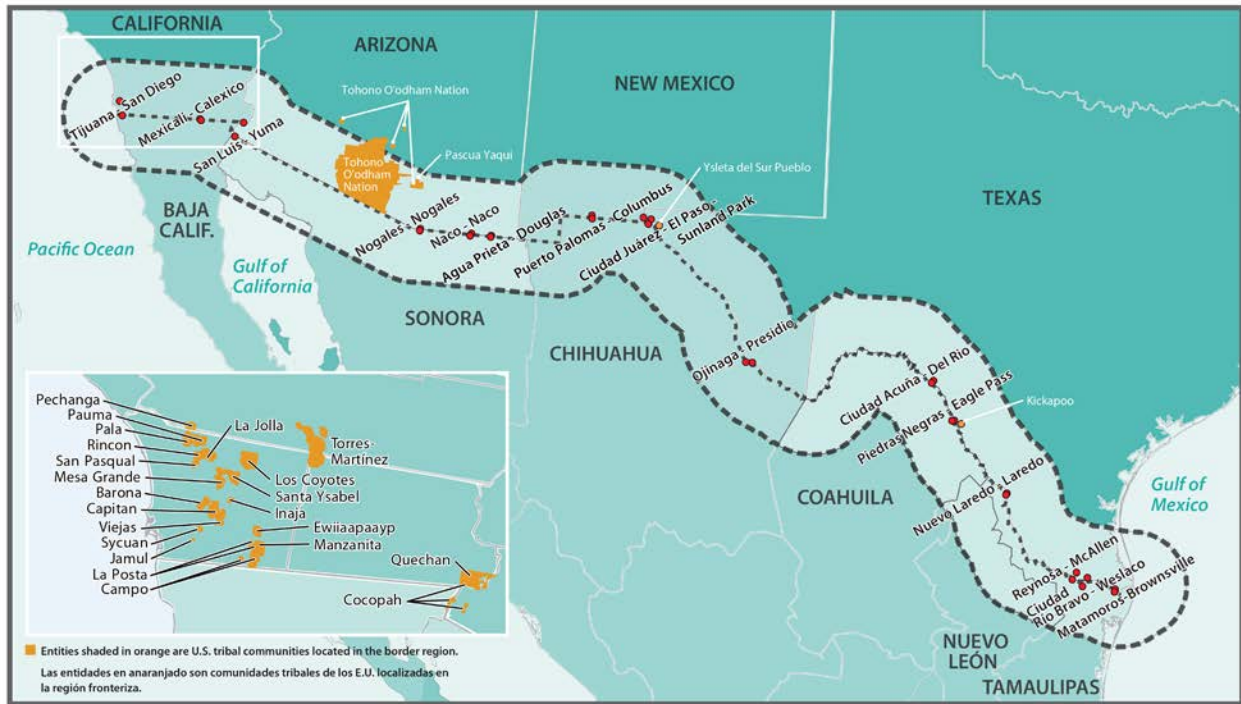 CALIFORNIA
ARIZONA
NEW MEXICO
TEXAS
Tohono O'odham Nation
Tijuana - San Diego
Mexicali - Calexico
San Luis - Yuma
Tohono
O'odham
Nation
Pascua Yaqui
Ysleta del Sur Pueblo
Nogales - Nogales
Naco - Naco
Agua Prieta - Douglas
Puerto Palomas - Columbus
Ciudad Juárez - El Paso -
Sunland Park
BAJA
CALIF.
Pacific Ocean
Gulf of
California
SONORA
CHIHUAHUA
Ojinaga - Presidio
Ciudad Acuña - Del Rio
Piedras Negras - Eagle Pass
Kickapoo
COAHUILA
Nuevo Laredo - Laredo
Gulf of
Mexico
Reynosa - McAllen
Ciudad
Río Bravo - Weslaco
Matamoros-Brownsville
NUEVO
LEÓN
TAMAULIPAS
Pechanga
Pauma
Pala
Rincon
San Pasqual
Mesa Grande
Barona
Capitan
Viejas
Sycuan
Jamul
La Posta
Campo
La Jolla
Torres-
Martínez
Los Coyotes
Santa Ysabel
Inaja
Ewiiaapaayp
Manzanita
Quechan
Cocopah
Entities shaded in orange are U.S. tribal communities located in the border region.
Las entidades en anaranjado son comunidades tribales de los E.U. localizadas en
la región fronteriza.